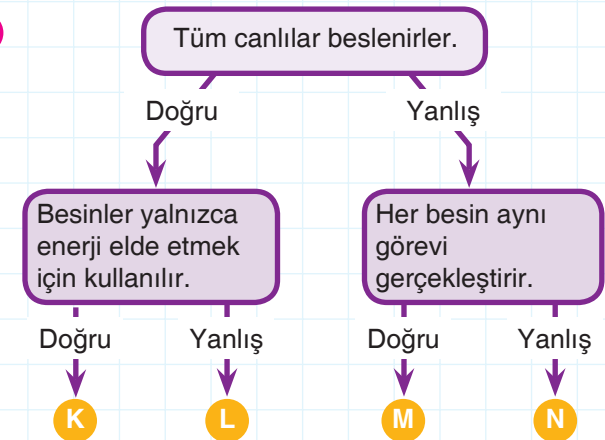 Tüm canlılar beslenirler.
Doğru
Yanlış
Besinler yalnızca
enerji elde etmek
için kullanılır.
Her besin aynı
görevi
gerçekleştirir.
Doğru
Yanlış
Doğru
Yanlış
K
L
M
N